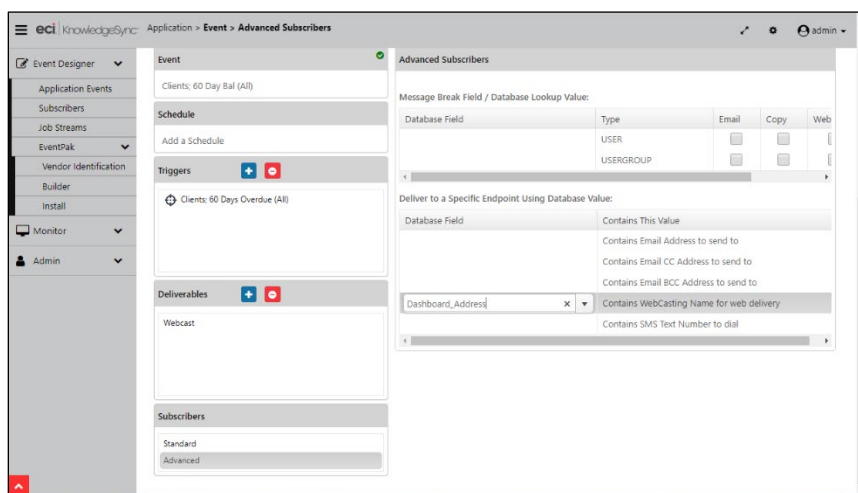 eci KnowledgeSync Application > Event > Advanced Subscribers admin
Event Designer
Application Events
Subscribers
Job Streams
EventPak
Vendor Identification
Builder
Install
Monitor
Admin
Event
Clients; 60 Day Bal (All)
Schedule
Add a Schedule
Triggers
Clients; 60 Days Overdue (All)
Deliverables
Webcast
Subscribers
Standard
Advanced
Advanced Subscribers
Message Break Field / Database Lookup Value:
Database Field Type Email Copy Web
USER
USERGROUP
Deliver to a Specific Endpoint Using Database Value:
Database Field Contains This Value
Contains Email Address to send to
Contains Email CC Address to send to
Contains Email BCC Address to send to
Dashboard_Address Contains WebCasting Name for web delivery
Contains SMS Text Number to dial